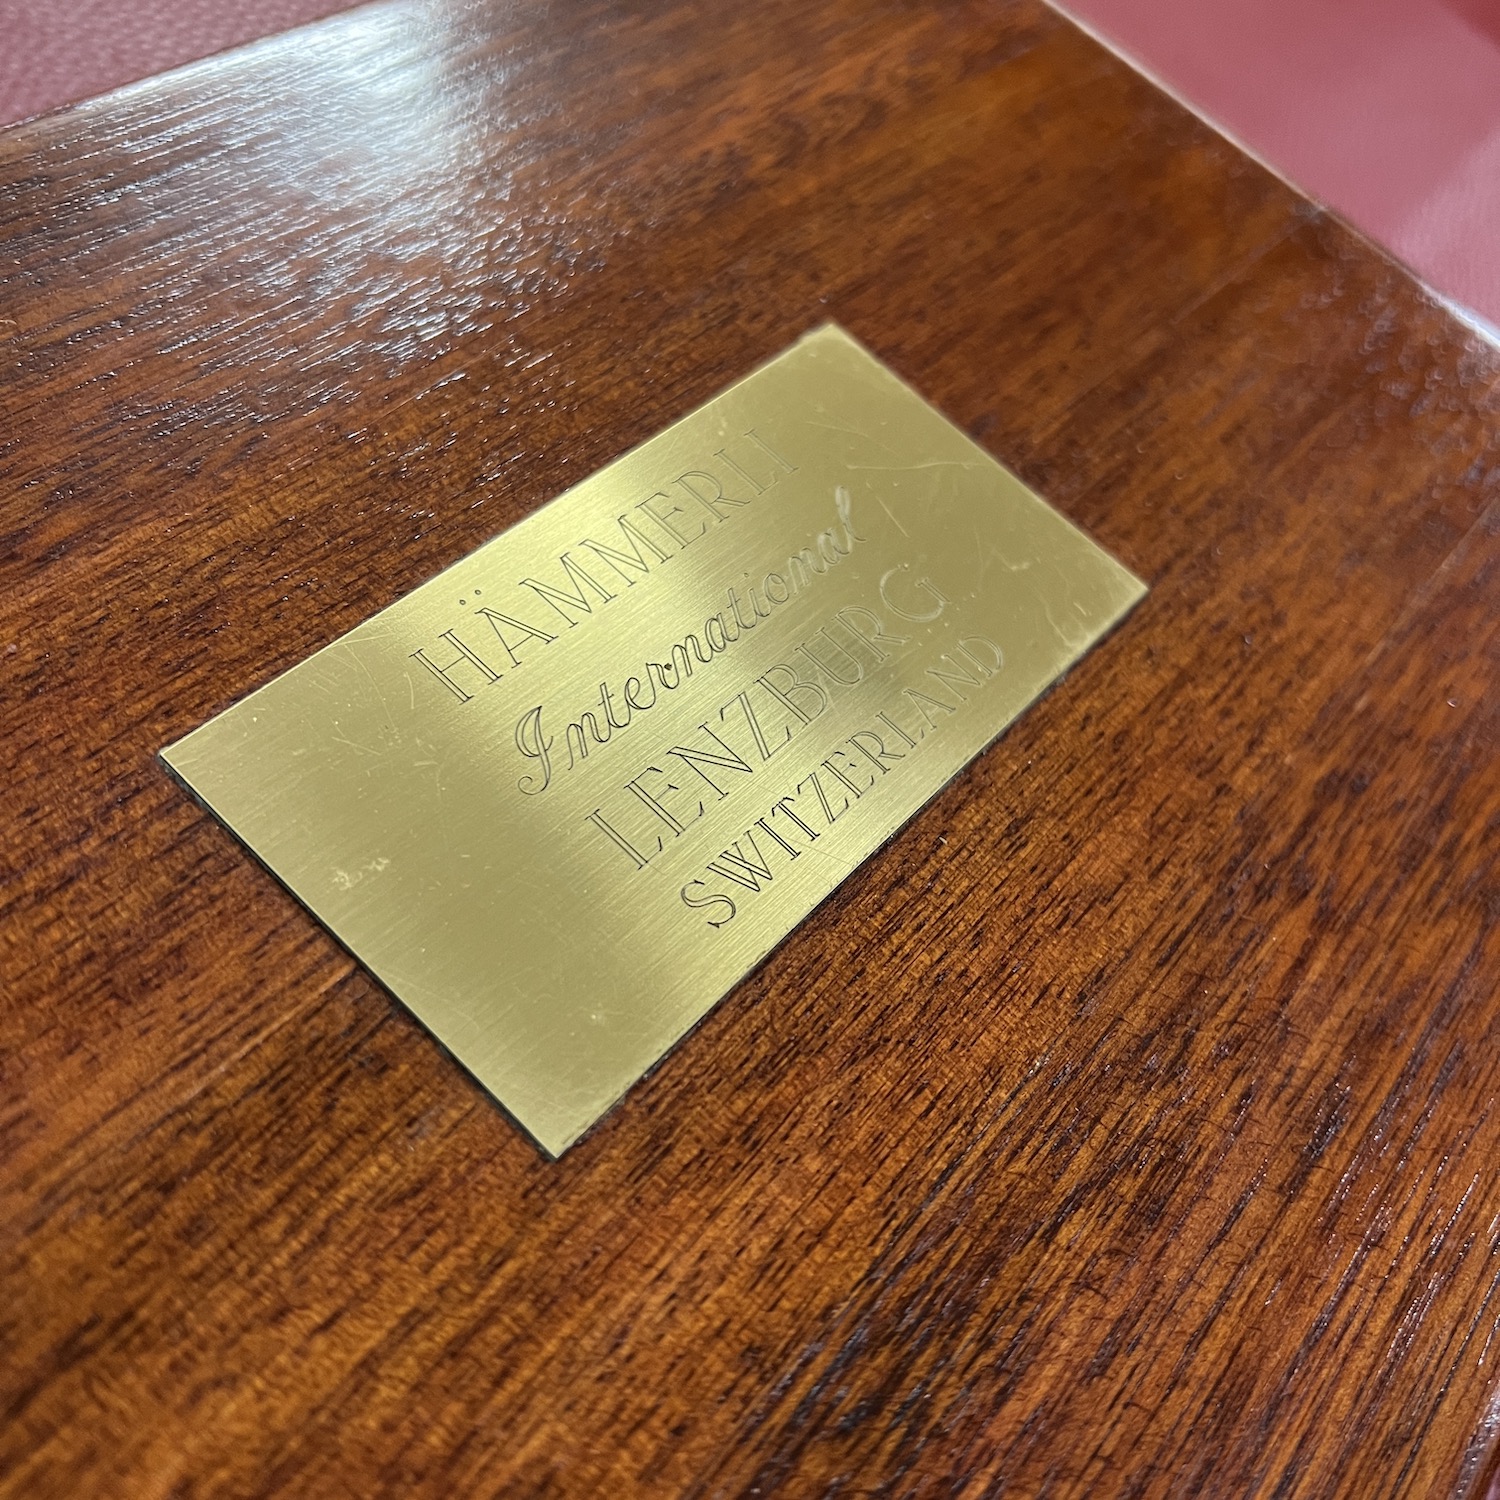 HÄMMERLI
International
LENZBURG
SWITZERLAND